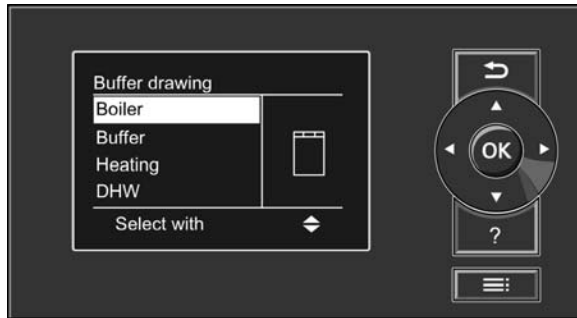 Buffer drawing
Boiler
Buffer
Heating
DHW
Select with
OK
?